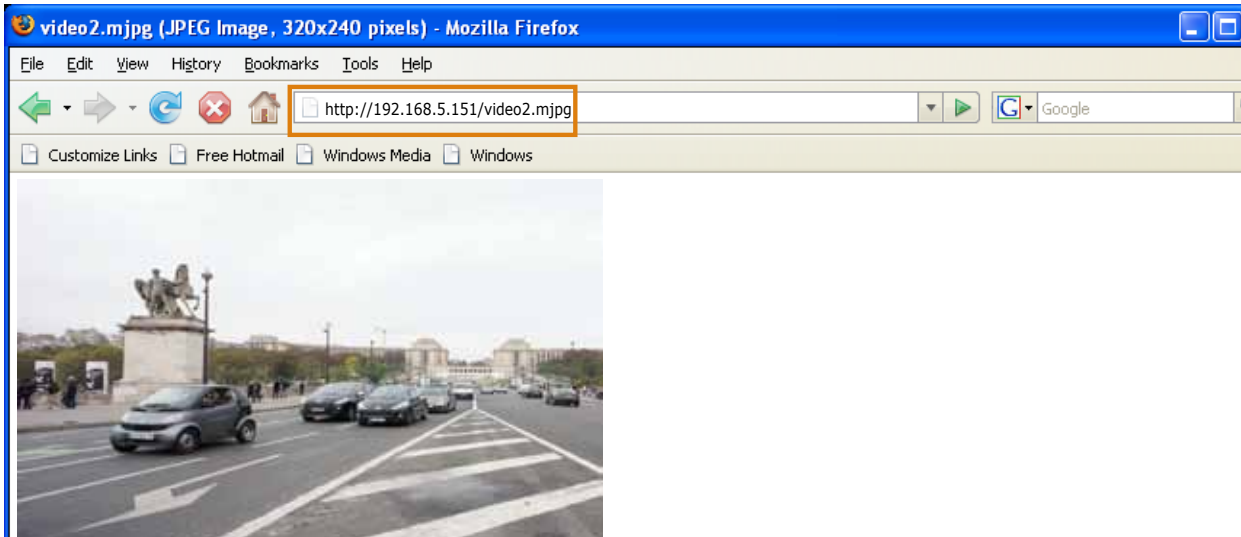 video2.mjpg (JPEG Image, 320x240 pixels) - Mozilla Firefox
File Edit View History Bookmarks Tools Help
http://192.168.5.151/video2.mjpg G Google
Customize Links Free Hotmail Windows Media Windows